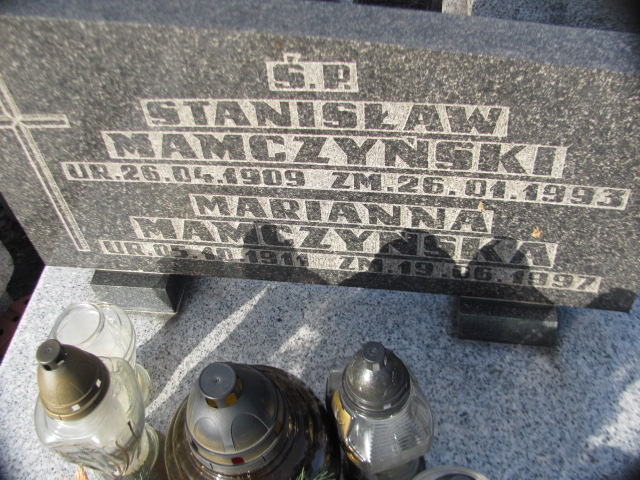 Ś.P.
STANISŁAW
MAMCZYŃSKI
UR.26.04.1909 ZM.26.01.1993
MARIANNA
MAMCZYŃSKA
UR.05.10.1911 ZM.19.06.1997